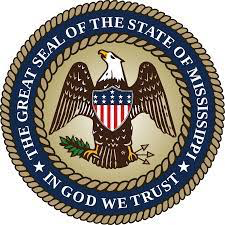 THE GREAT SEAL OF THE STATE OF MISSISSIPPI
IN GOD WE TRUST